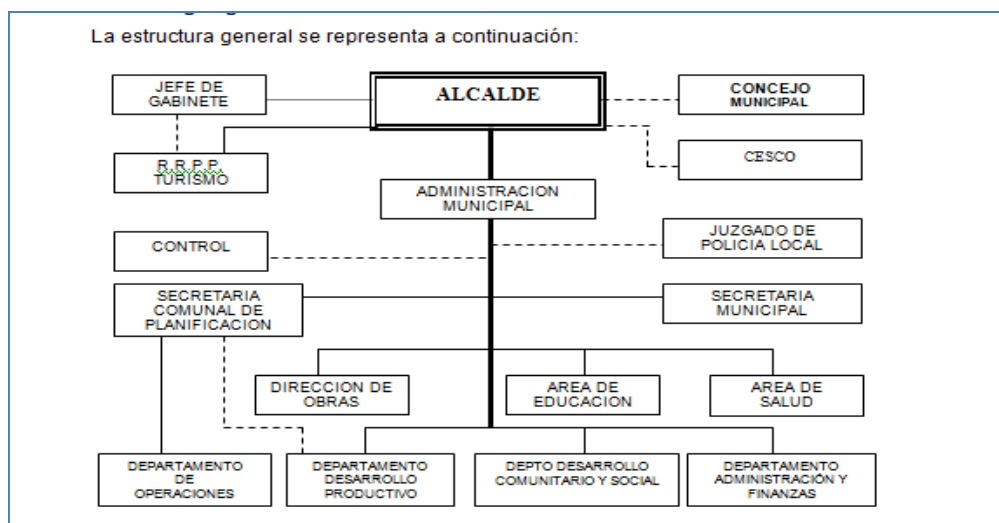 La estructura general se representa a continuación:
JEFE DE
GABINETE
ALCALDE
CONCEJO
MUNICIPAL
R.R.P.P.
TURISMO
CESCO
ADMINISTRACION
MUNICIPAL
CONTROL
JUZGADO DE
POLICIA LOCAL
SECRETARIA
COMUNAL DE
PLANIFICACION
SECRETARIA
MUNICIPAL
DIRECCION DE
OBRAS
AREA DE
EDUCACION
AREA DE
SALUD
DEPARTAMENTO
DE
OPERACIONES
DEPARTAMENTO
DESARROLLO
PRODUCTIVO
DEPTO DESARROLLO
COMUNITARIO Y SOCIAL
DEPARTAMENTO
ADMINISTRACIÓN Y
FINANZAS